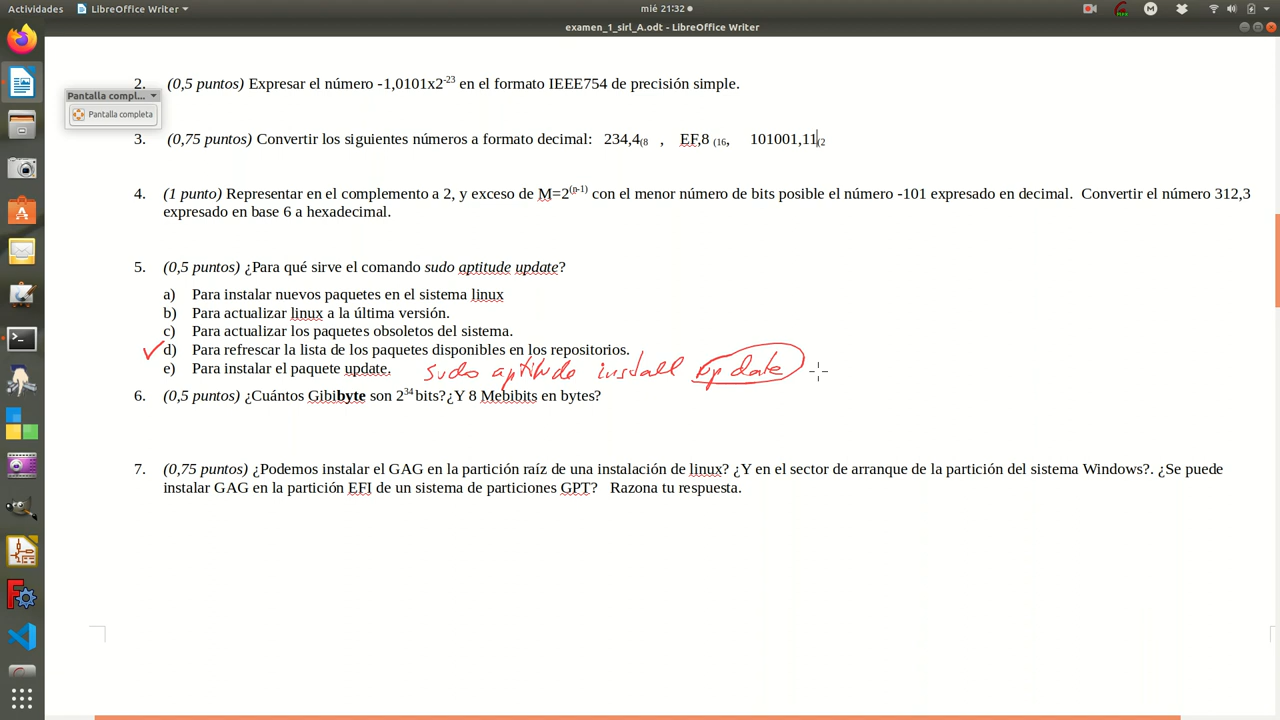 Actividades LibreOffice Writer mié 21:32
examen_1_sirl_A.odt - LibreOffice Writer
2. (0,5 puntos) Expresar el número -1,0101x2-23 en el formato IEEE754 de precisión simple.
Pantalla compl...
Pantalla completa
3. (0,75 puntos) Convertir los siguientes números a formato decimal: 234,4(8 , EF,8 (16, 101001,11(2
4. (1 punto) Representar en el complemento a 2, y exceso de M=2(n-1) con el menor número de bits posible el número -101 expresado en decimal. Convertir el número 312,3
expresado en base 6 a hexadecimal.
5. (0,5 puntos) ¿Para qué sirve el comando sudo aptitude update?
a) Para instalar nuevos paquetes en el sistema linux
b) Para actualizar linux a la última versión.
c) Para actualizar los paquetes obsoletos del sistema.
d) Para refrescar la lista de los paquetes disponibles en los repositorios.
e) Para instalar el paquete update. sudo aptitude install update
6. (0,5 puntos) ¿Cuántos Gibibyte son 234 bits?¿Y 8 Mebibits en bytes?
7. (0,75 puntos) ¿Podemos instalar el GAG en la partición raíz de una instalación de linux? ¿Y en el sector de arranque de la partición del sistema Windows?. ¿Se puede
instalar GAG en la partición EFI de un sistema de particiones GPT? Razona tu respuesta.